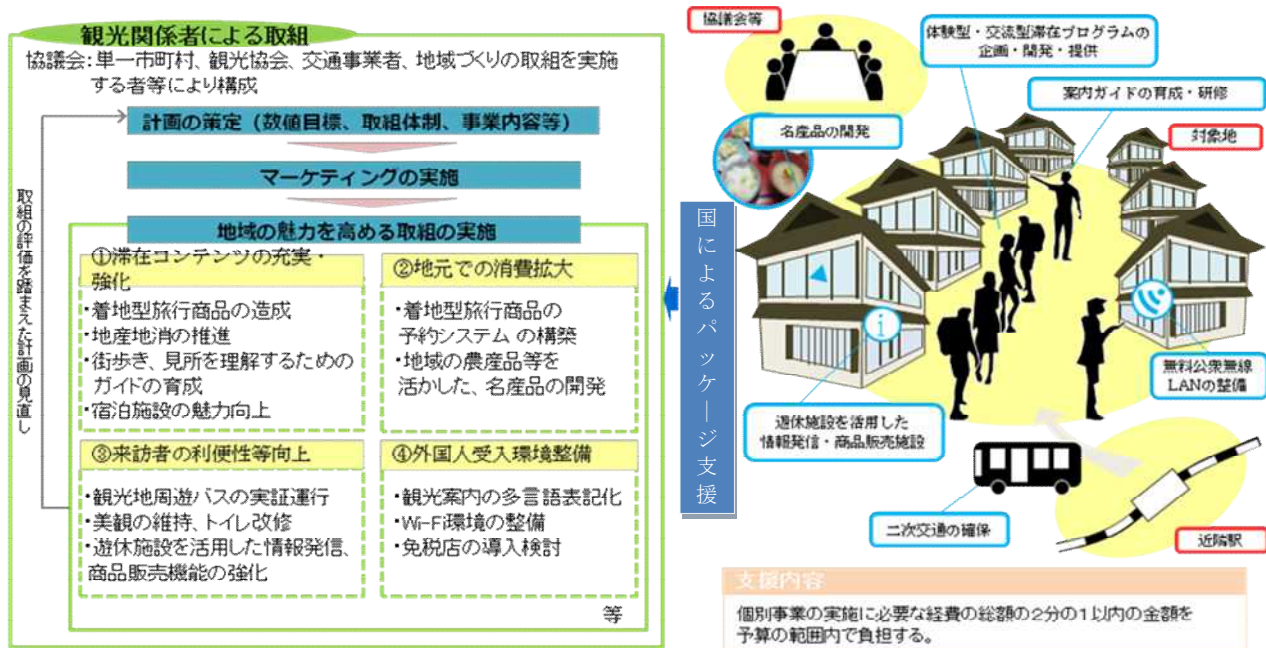 観光関係者による取組
協議会:単一市町村、観光協会、交通事業者、地域づくりの取組を実施
する者等により構成
計画の策定（数値目標、取組体制、事業内容等）
マーケティングの実施
地域の魅力を高める取組の実施
①滞在コンテンツの充実・
強化
・着地型旅行商品の造成
・地産地消の推進
・街歩き、見所を理解するための
ガイドの育成
・宿泊施設の魅力向上
②地元での消費拡大
・着地型旅行商品の
予約システム の構築
・地域の農産品等を
活かした、名産品の開発
③来訪者の利便性等向上
・観光地周遊バスの実証運行
・美観の維持、トイレ改修
・遊休施設を活用した情報発信、
商品販売機能の強化
④外国人受入環境整備
・観光案内の多言語表記化
・Wi-Fi環境の整備
・免税店の導入検討
等
取組の評価を踏まえた計画の見直し
国によるパッケージ支援
協議会等
体験型・交流型滞在プログラムの
企画・開発・提供
案内ガイドの育成・研修
名産品の開発
対象地
i
無料公衆無線
LANの整備
遊休施設を活用した
情報発信・商品販売施設
二次交通の確保
近隣駅
支援内容
個別事業の実施に必要な経費の総額の2分の1以内の金額を
予算の範囲内で負担する。